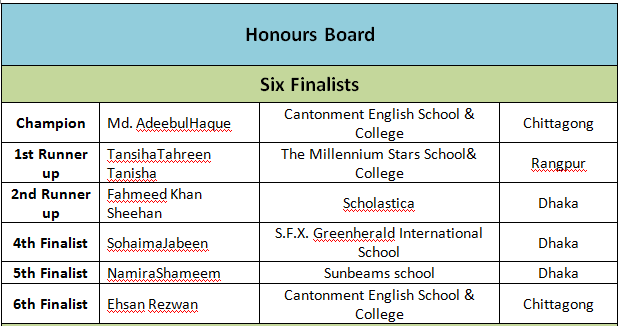 Honours Board
Six Finalists
Champion Md. AdeebulHaque Cantonment English School & College Chittagong
1st Runner up TansihaTahreen Tanisha The Millennium Stars School& College Rangpur
2nd Runner up Fahmeed Khan Sheehan Scholastica Dhaka
4th Finalist SohaimaJabeen S.F.X. Greenherald International School Dhaka
5th Finalist NamiraShameem Sunbeams school Dhaka
6th Finalist Ehsan Rezwan Cantonment English School & College Chittagong